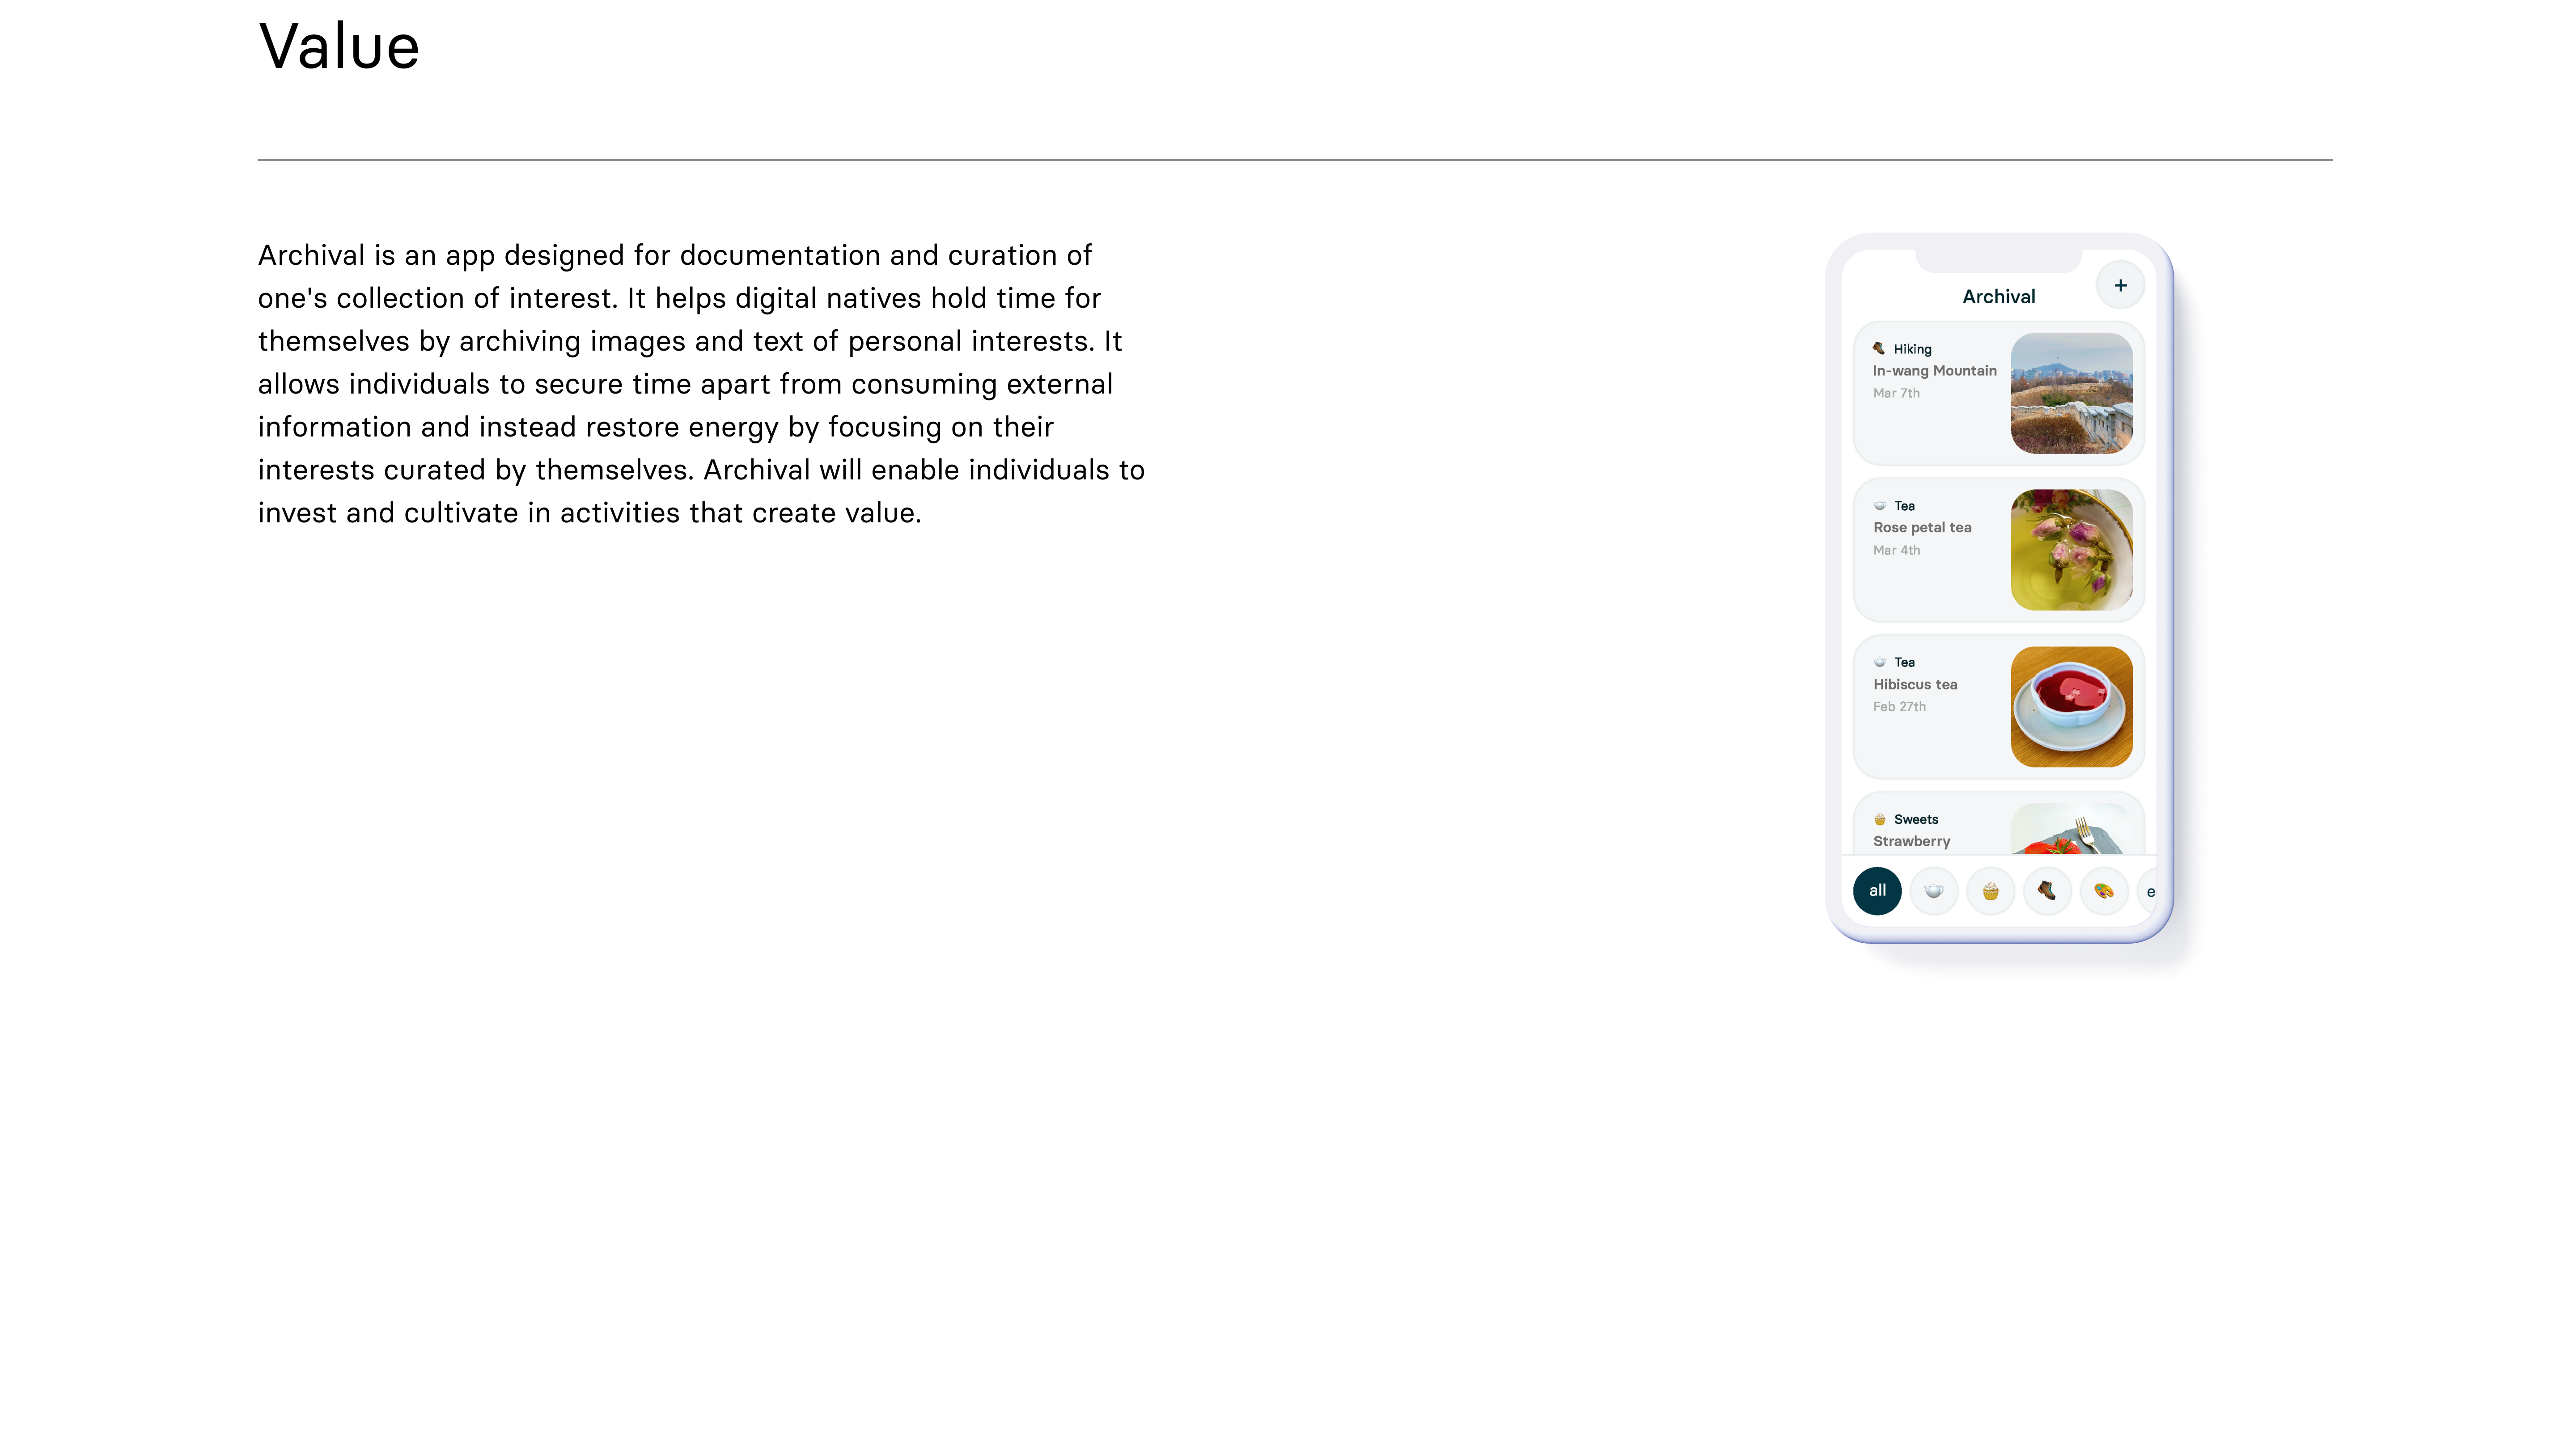 Value
Archival is an app designed for documentation and curation of
one's collection of interest. It helps digital natives hold time for
themselves by archiving images and text of personal interests. It
allows individuals to secure time apart from consuming external
information and instead restore energy by focusing on their
interests curated by themselves. Archival will enable individuals to
invest and cultivate in activities that create value.
Archival
+
Hiking
In-wang Mountain
Mar 7th
Tea
Rose petal tea
Mar 4th
Tea
Hibiscus tea
Feb 27th
Sweets
Strawberry
all
e